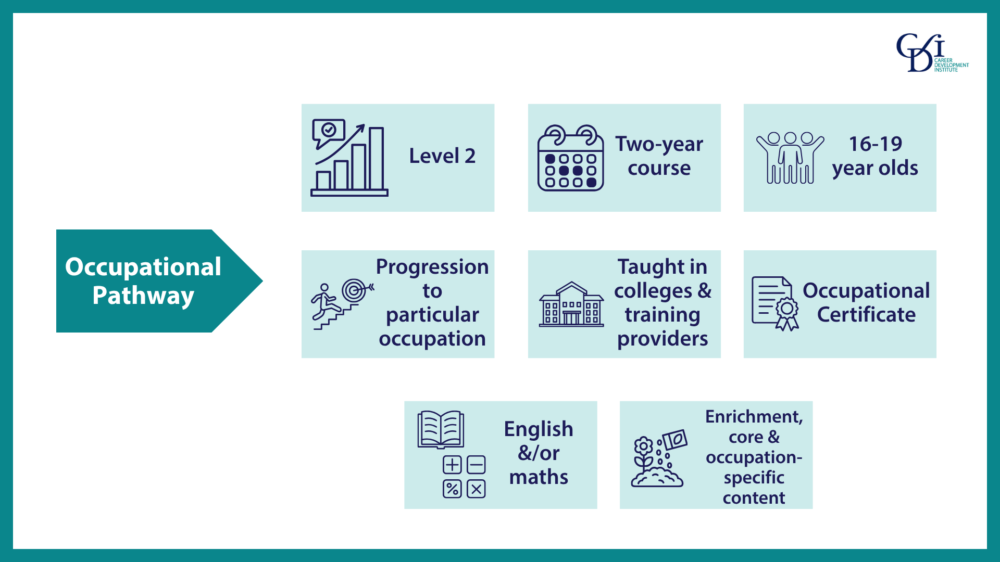 CDI
CAREER
DEVELOPMENT
INSTITUTE
Occupational
Pathway
Level 2
Two-year
course
16-19
year olds
Progression
to
particular
occupation
Taught in
colleges &
training
providers
Occupational
Certificate
English
&/or
maths
Enrichment,
core &
occupation-
specific
content